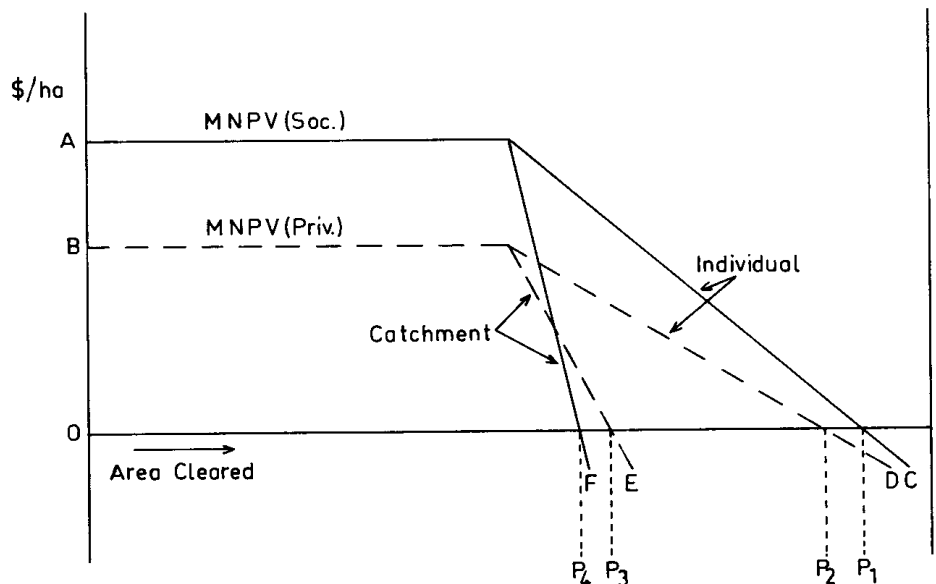 $/ha
MNPV(Soc.)
A
MNPV(Priv.)
B
Individual
Catchment
0
Area Cleared
F
E
D
C
P4
P3
P2
P1